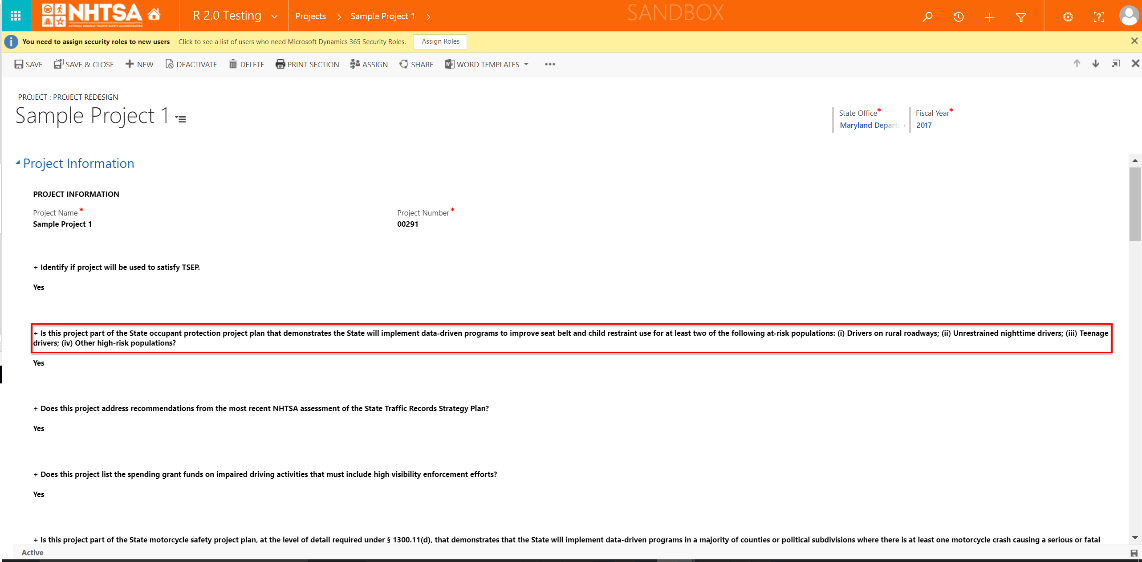 NHTSA
R 2.0 Testing
Projects > Sample Project 1 >
SANDBOX
You need to assign security roles to new users Click to see a list of users who need Microsoft Dynamics 365 Security Roles. Assign Roles
SAVE SAVE & CLOSE NEW DEACTIVATE DELETE PRINT SECTION ASSIGN SHARE WORD TEMPLATES
PROJECT : PROJECT REDESIGN
Sample Project 1
State Office* Fiscal Year*
Maryland Depart 2017
Project Information
PROJECT INFORMATION
Project Name * Project Number *
Sample Project 1 00291
+ Identify if project will be used to satisfy TSEP.
Yes
+ Is this project part of the State occupant protection project plan that demonstrates the State will implement data-driven programs to improve seat belt and child restraint use for at least two of the following at-risk populations: (i) Drivers on rural roadways; (ii) Unrestrained nighttime drivers; (iii) Teenage
drivers; (iv) Other high-risk populations?
Yes
+ Does this project address recommendations from the most recent NHTSA assessment of the State Traffic Records Strategy Plan?
Yes
+ Does this project list the spending grant funds on impaired driving activities that must include high visibility enforcement efforts?
Yes
+ Is this project part of the State motorcycle safety project plan, at the level of detail required under § 1300.11(d), that demonstrates that the State will implement data-driven programs in a majority of counties or political subdivisions where there is at least one motorcycle crash causing a serious or fatal
Active